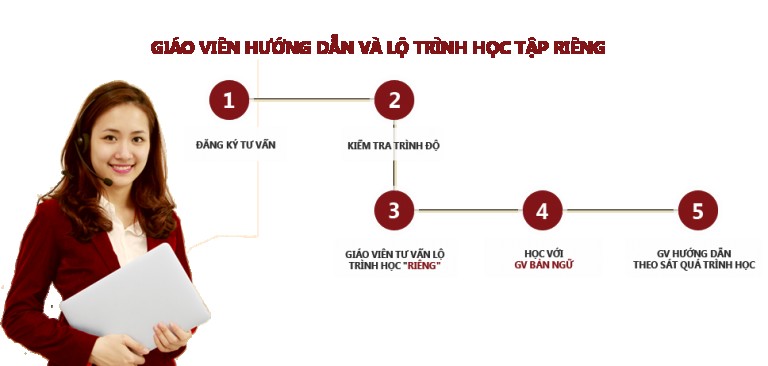 GIÁO VIÊN HƯỚNG DẪN VÀ LỘ TRÌNH HỌC TẬP RIÊNG
1
2
ĐĂNG KÝ TƯ VẤN
KIỂM TRA TRÌNH ĐỘ
3
4
5
GIÁO VIÊN TƯ VẤN LỘ
TRÌNH HỌC "RIÊNG"
HỌC VỚI
GV BẢN NGỮ
GV HƯỚNG DẪN
THEO SÁT QUÁ TRÌNH HỌC